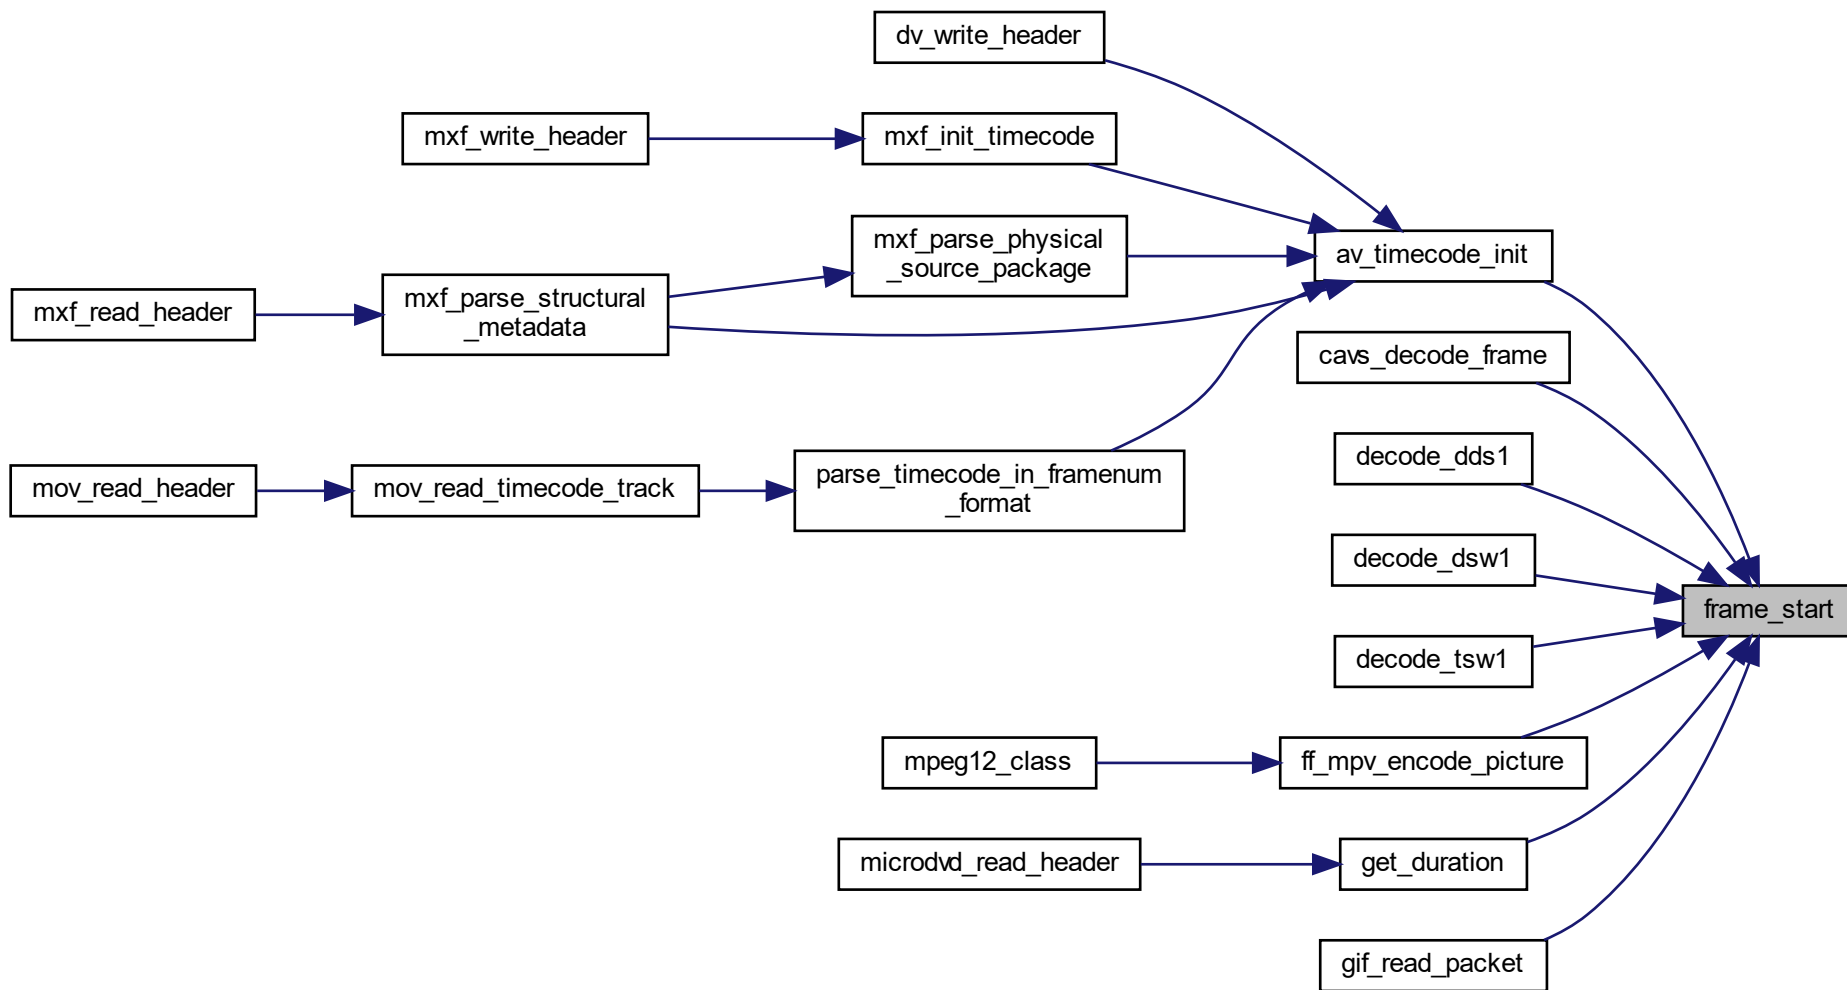 dv_write_header
mxf_write_header
mxf_init_timecode
mxf_parse_physical
_source_package
av_timecode_init
mxf_read_header
mxf_parse_structural
_metadata
cavs_decode_frame
decode_dds1
mov_read_header
mov_read_timecode_track
parse_timecode_in_framenum
_format
decode_dsw1
frame_start
decode_tsw1
mpeg12_class
ff_mpv_encode_picture
microdvd_read_header
get_duration
gif_read_packet